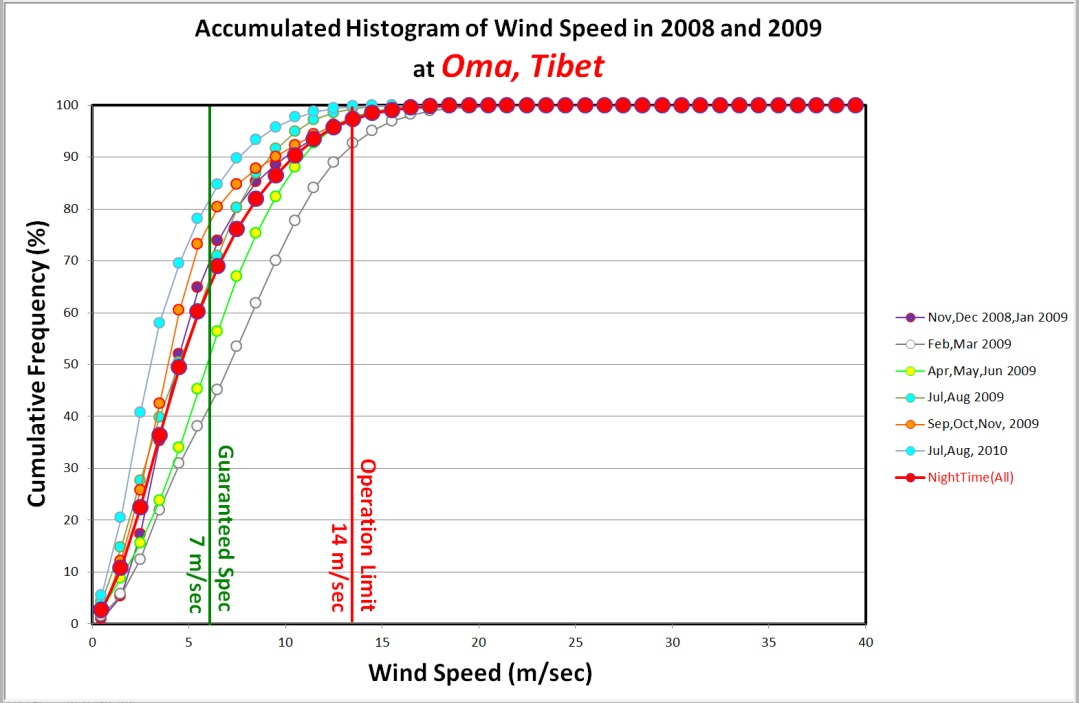 Accumulated Histogram of Wind Speed in 2008 and 2009
at Oma, Tibet
Cumulative Frequency (%)
100
90
80
70
60
50
40
30
20
10
0
0 5 10 15 20 25 30 35 40
Wind Speed (m/sec)
Guaranteed Spec
7 m/sec
Operation Limit
14 m/sec
Nov,Dec 2008,Jan 2009
Feb,Mar 2009
Apr,May,Jun 2009
Jul,Aug 2009
Sep,Oct,Nov, 2009
Jul,Aug, 2010
NightTime(All)